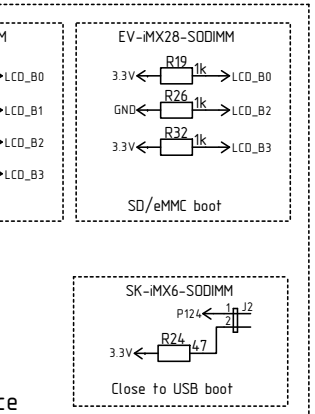 M
LCD_B0
LCD_B1
LCD_B2
LCD_B3
EV-iMX28-SODIMM
3.3V R19 1k LCD_B0
GND R26 1k LCD_B2
3.3V R32 1k LCD_B3
SD/eMMC boot
SK-iMX6-SODIMM
P124 1 J2
2
3.3V R24 47
Close to USB boot
ce